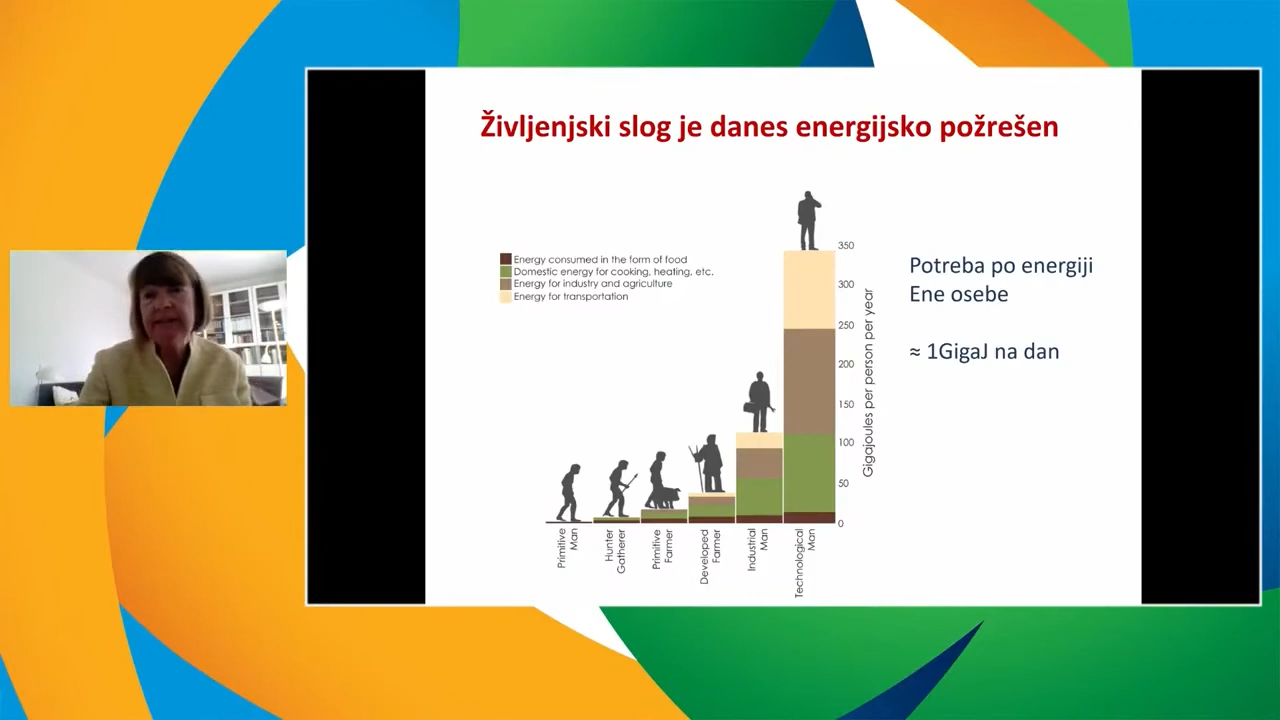 Življenjski slog je danes energijsko požrešen
Energy consumed in the form of food
Domestic energy for cooking, heating, etc.
Energy for industry and agriculture
Energy for transportation
350
300
250
200
150
100
50
0
Gigajoules per person per year
Primitive
Man
Hunter
Gatherer
Primitive
Farmer
Developed
Farmer
Industrial
Man
Technological
Man
Potreba po energiji
Ene osebe
≈ 1GigaJ na dan